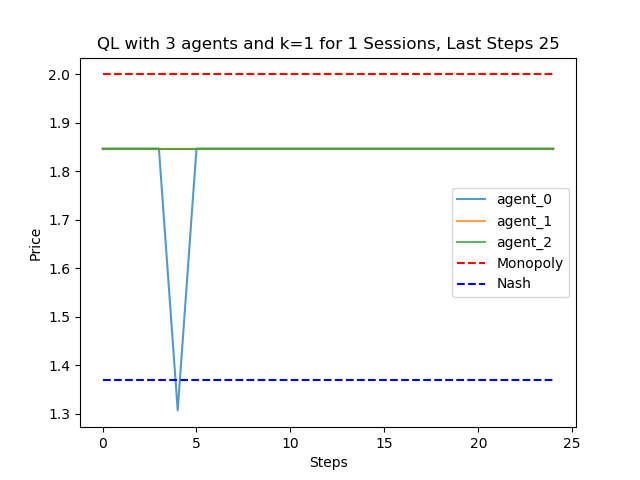 QL with 3 agents and k=1 for 1 Sessions, Last Steps 25
2.0
1.9
1.8
1.7
1.6
1.5
1.4
1.3
Price
agent_0
agent_1
agent_2
Monopoly
Nash
0 5 10 15 20 25
Steps